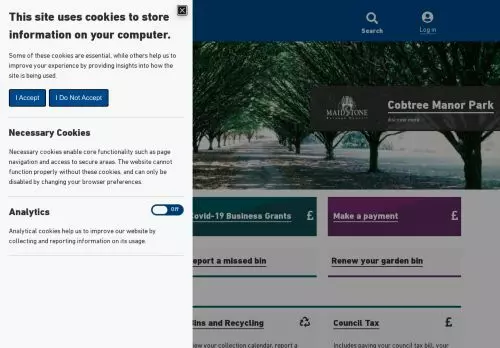 This site uses cookies to store
information on your computer.
Some of these cookies are essential, while others help us to
improve your experience by providing insights into how the
site is being used.
I Accept
I Do Not Accept
Necessary Cookies
Necessary cookies enable core functionality such as page
navigation and access to secure areas. The website cannot
function properly without these cookies, and can only be
disabled by changing your browser preferences.
Analytics
Off
Analytical cookies help us to improve our website by
collecting and reporting information on its usage.
Search
Log in
MAIDSTONE
Cobtree Manor Park
Covid-19 Business Grants
£
Make a payment
£
Report a missed bin
Renew your garden bin
Bins and Recycling
Council Tax
£
your collection calendar, report a
Includes paying your council tax bill, your